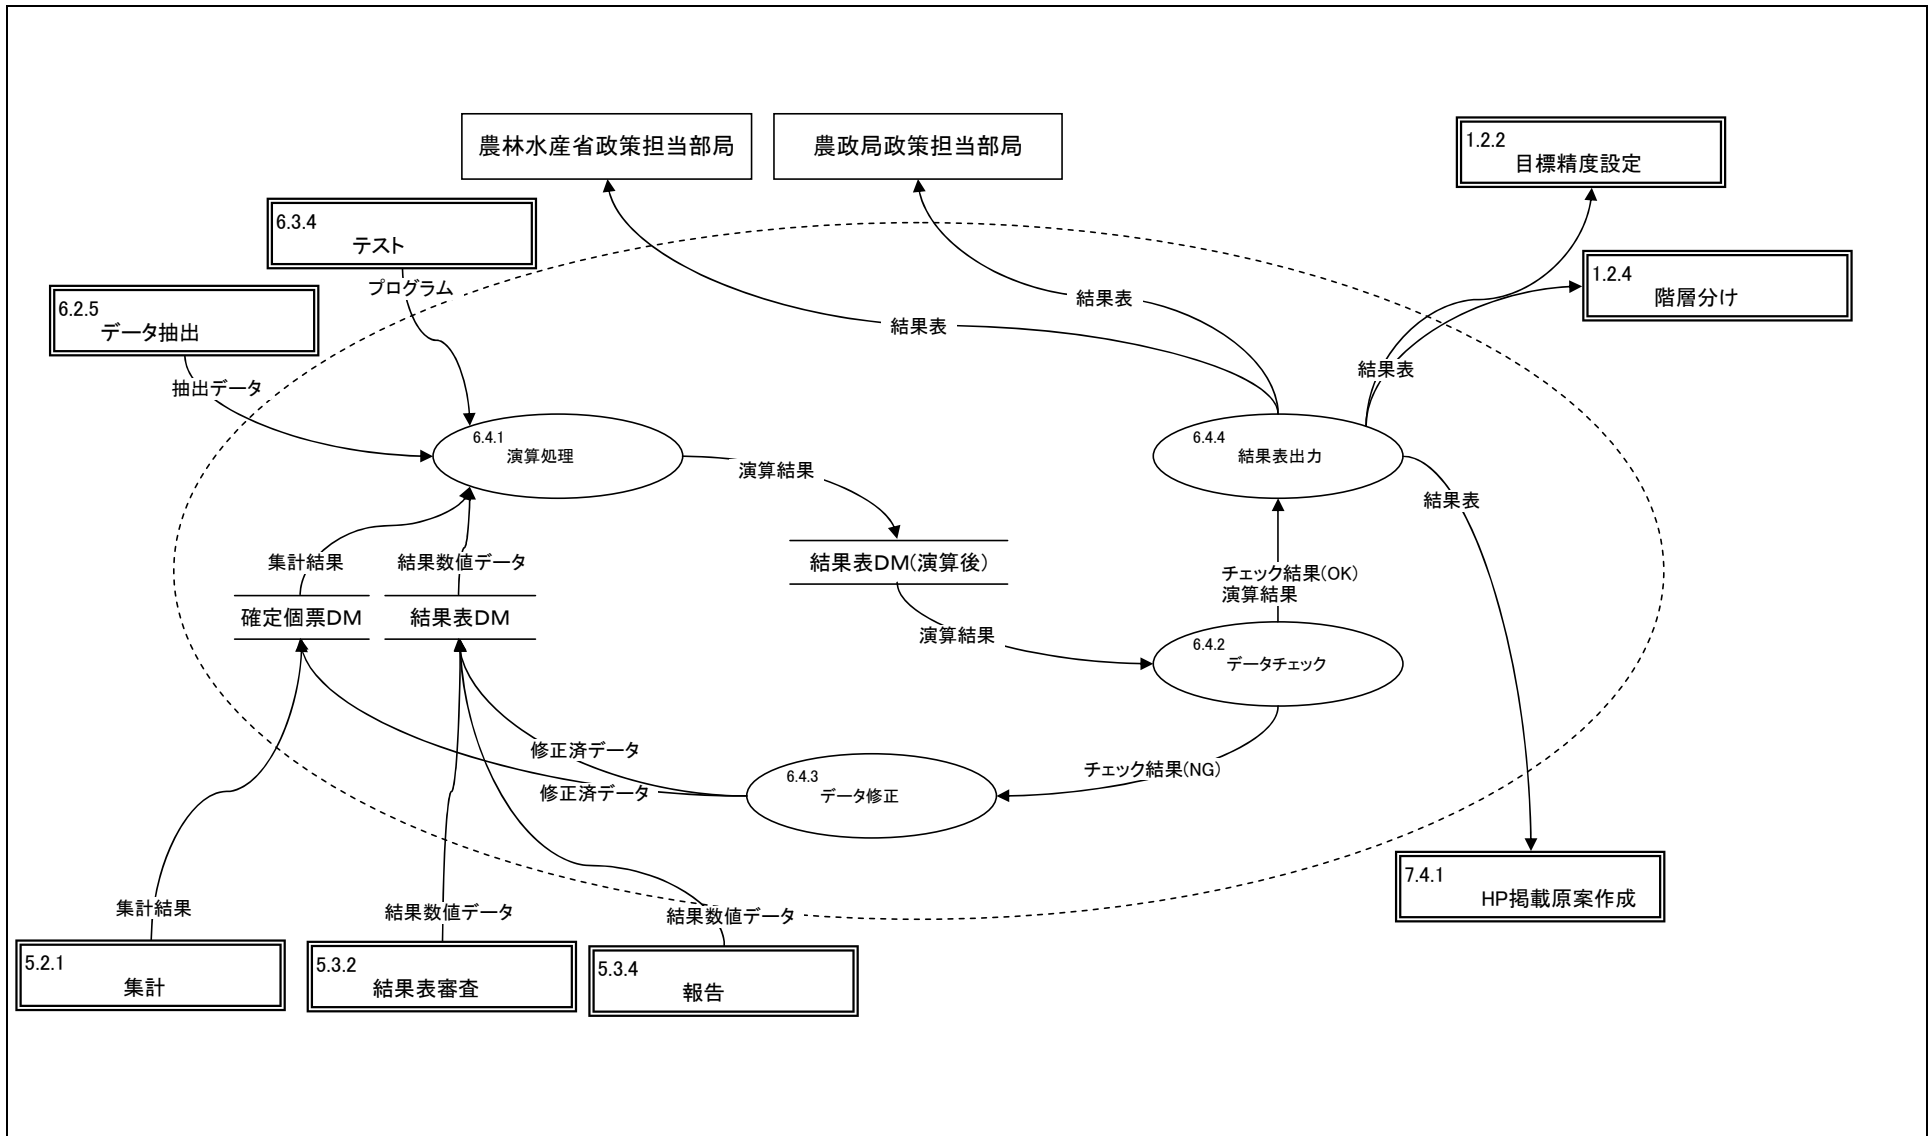 農林水産省政策担当部局
農政局政策担当部局
1.2.2
目標精度設定
6.3.4
テスト
プログラム
1.2.4
階層分け
6.2.5
データ抽出
抽出データ
結果表
結果表
結果表
6.4.1
演算処理
演算結果
6.4.4
結果表出力
結果表
集計結果
結果数値データ
結果表DM(演算後)
チェック結果(OK)
演算結果
確定個票DM
結果表DM
演算結果
6.4.2
データチェック
修正済データ
修正済データ
6.4.3
データ修正
チェック結果(NG)
7.4.1
HP掲載原案作成
集計結果
結果数値データ
結果数値データ
5.2.1
集計
5.3.2
結果表審査
5.3.4
報告